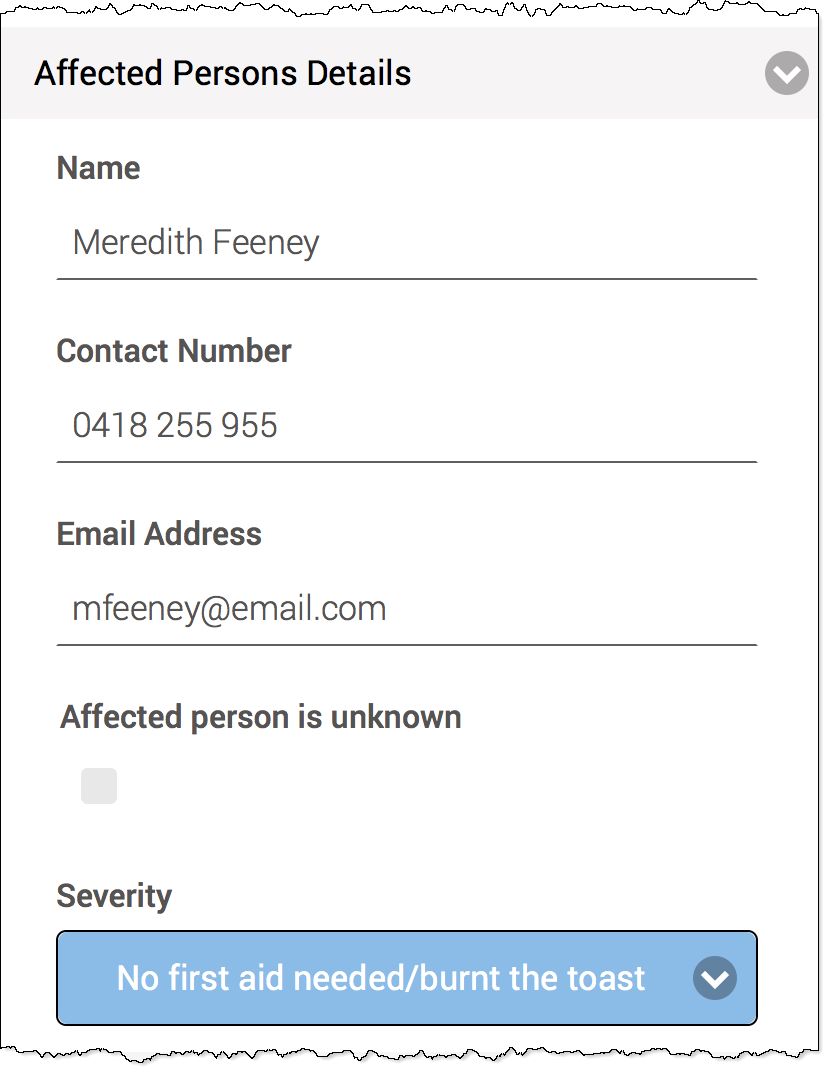 Affected Persons Details
Name
Meredith Feeney
Contact Number
0418 255 955
Email Address
mfeeney@email.com
Affected person is unknown
Severity
No first aid needed/burnt the toast